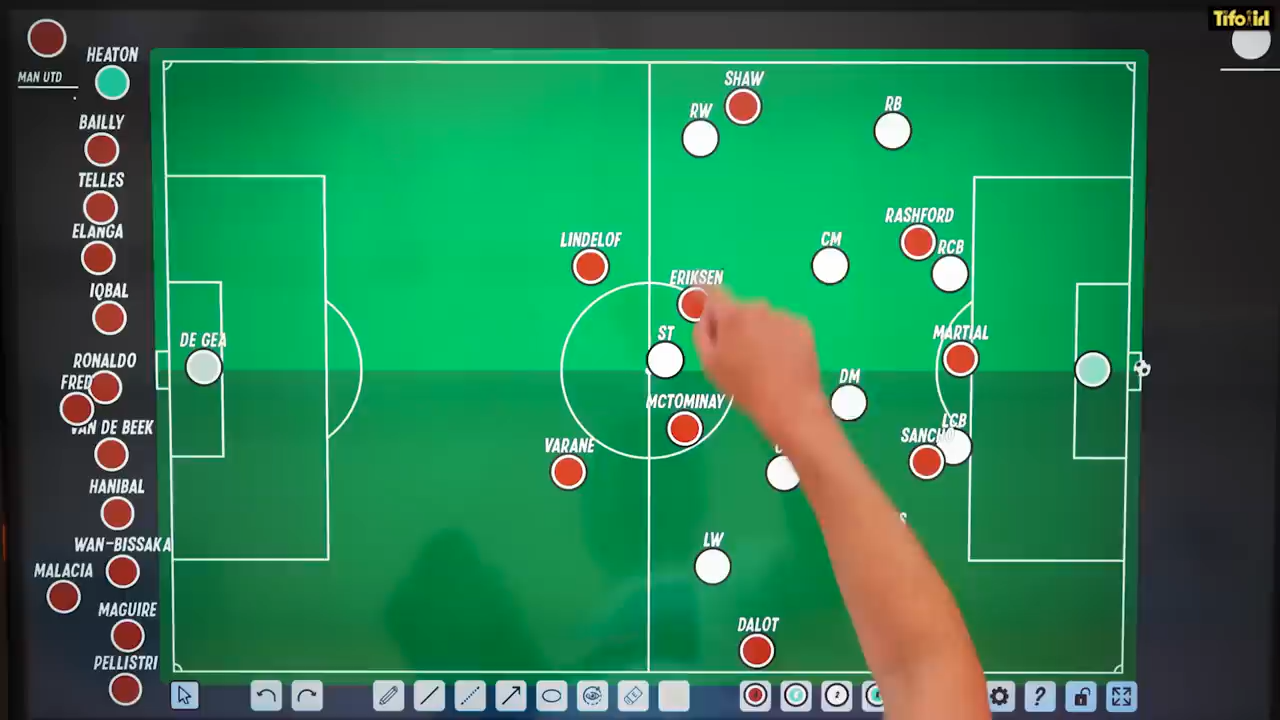 Tifo irl
MAN UTD
HEATON
BAILLY
TELLES
ELANGA
IQBAL
RONALDO
FRED
VAN DE BEEK
HANIBAL
WAN-BISSAKA
MALACIA
MAGUIRE
PELLISTRI
DE GEA
SHAW
RW
RB
LINDELOF
ERIKSEN
CM
RASHFORD
RCB
ST
MARTIAL
MCTOMINAY
DM
VARANE
SANCHO
LCB
LW
DALOT
?